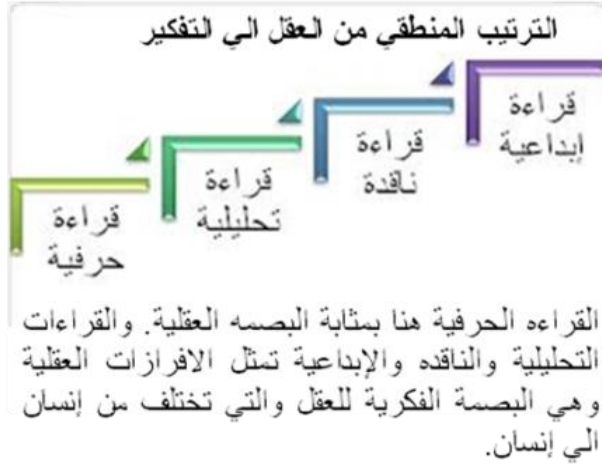 الترتيب المنطقي من العقل الي التفكير
قراءة
إبداعية
قراءة
ناقدة
قراءة
تحليلية
قراءة
حرفية
القراءه الحرفية هنا بمثابة البصمه العقلية. والقراءات
التحليلية والناقده والإبداعية تمثل الافرازات العقلية
وهي البصمة الفكرية للعقل والتي تختلف من إنسان
الي إنسان.